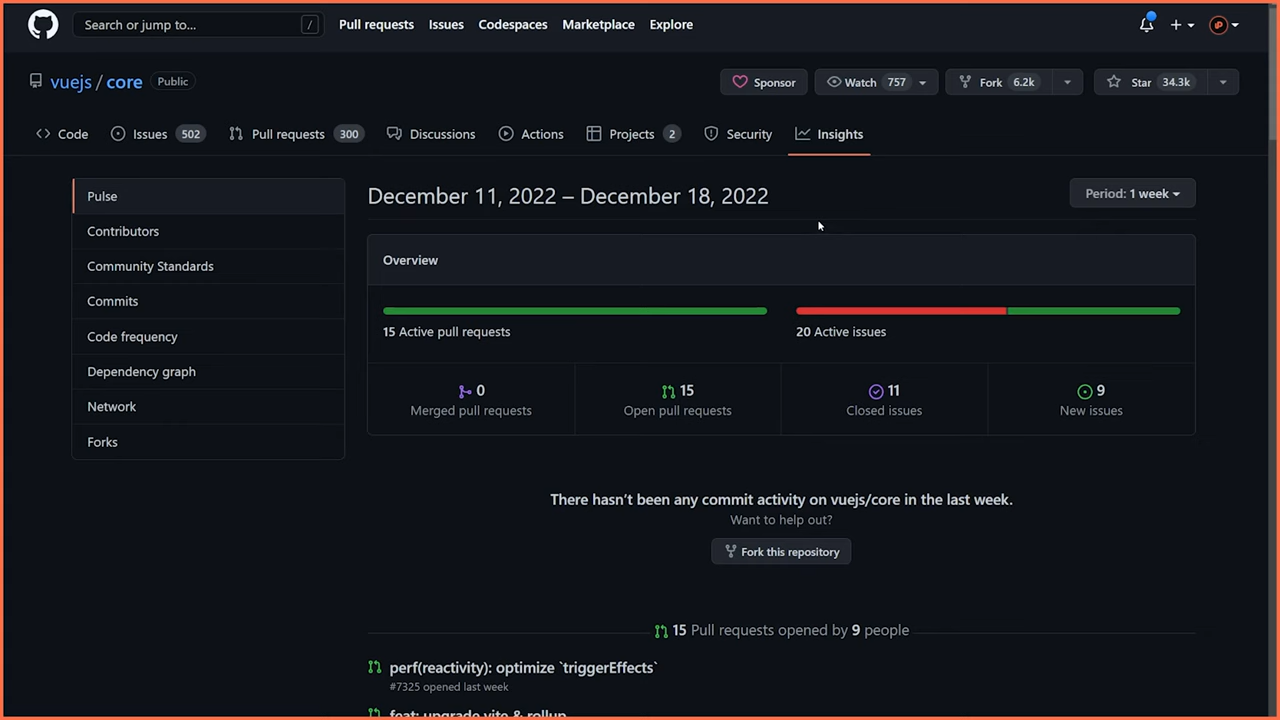 Search or jump to... /
Pull requests Issues Codespaces Marketplace Explore
vuejs / core Public
Sponsor Watch 757 Fork 6.2k Star 34.3k
Code Issues 502 Pull requests 300 Discussions Actions Projects 2 Security Insights
Pulse
Contributors
Community Standards
Commits
Code frequency
Dependency graph
Network
Forks
December 11, 2022 – December 18, 2022
Period: 1 week
Overview
15 Active pull requests
20 Active issues
0
Merged pull requests
15
Open pull requests
11
Closed issues
9
New issues
There hasn't been any commit activity on vuejs/core in the last week.
Want to help out?
Fork this repository
15 Pull requests opened by 9 people
perf(reactivity): optimize `triggerEffects`
#7325 opened last week
feat: upgrade vite & rollup